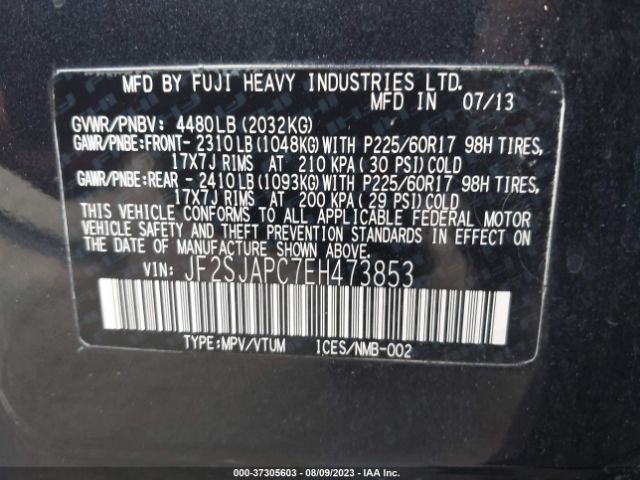 MFD BY FUJI HEAVY INDUSTRIES LTD.
MFD IN 07/13
GVWR/PNBV: 4480LB(2032KG)
GAWR/PNBE:FRONT- 2310LB(1048KG)WITH P225/60R17 98H TIRES,
17X7J RIMS AT 210 KPA(30 PSI)COLD
GAWR/PNBE:REAR - 2410LB(1093KG)WITH P225/60R17 98H TIRES,
17X7J RIMS AT 200 KPA(29 PSI)COLD
THIS VEHICLE CONFORMS TO ALL APPLICABLE FEDERAL MOTOR
VEHICLE SAFETY AND THEFT PREVENTION STANDARDS IN EFFECT ON
THE DATE OF MANUFACTURE SHOWN ABOVE.
VIN: JF2SJAPC7EH473853
TYPE:MPV/VTUM ICES/NMB-002
000-37305603 - 08/09/2023 - IAA Inc.